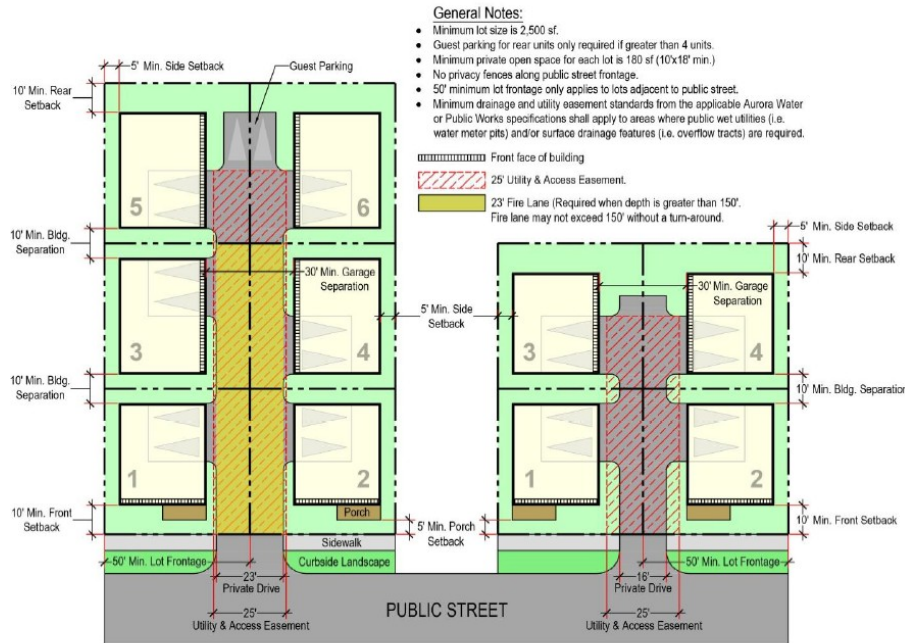 General Notes:
• Minimum lot size is 2,500 sf.
• Guest parking for rear units only required if greater than 4 units.
• Minimum private open space for each lot is 180 sf (10'x18' min.)
• No privacy fences along public street frontage.
• 50' minimum lot frontage only applies to lots adjacent to public street.
• Minimum drainage and utility easement standards from the applicable Aurora Water
or Public Works specifications shall apply to areas where public wet utilities (i.e.
water meter pits) and/or surface drainage features (i.e. overflow tracts) are required.
Front face of building
25' Utility & Access Easement.
23' Fire Lane (Required when depth is greater than 150'.
Fire lane may not exceed 150' without a turn-around.
5' Min. Side Setback
Guest Parking
10' Min. Rear
Setback
5
6
10' Min. Bldg.
Separation
30' Min. Garage
Separation
3
4
10' Min. Bldg.
Separation
1
2
10' Min. Front
Setback
Porch
Sidewalk
50' Min. Lot Frontage
Curbside Landscape
23'
Private Drive
25'
Utility & Access Easement
5' Min. Side
Setback
5' Min. Porch
Setback
5' Min. Side Setback
10' Min. Rear Setback
30' Min. Garage
Separation
3
4
10' Min. Bldg. Separation
1
2
10' Min. Front Setback
50' Min. Lot Frontage
16'
Private Drive
25'
Utility & Access Easement
PUBLIC STREET